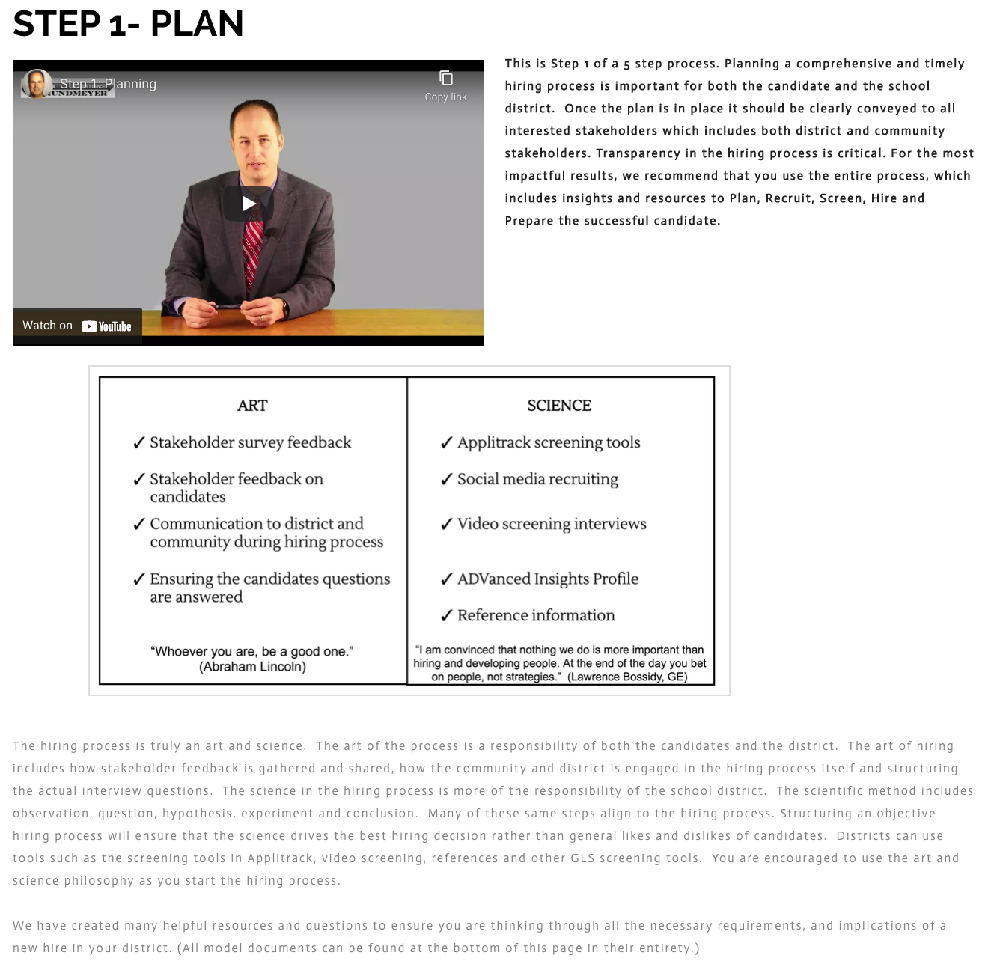 STEP 1- PLAN
Step 1: Planning
UNDMEYER
Copy link
Watch on YouTube
This is Step 1 of a 5 step process. Planning a comprehensive and timely
hiring process is important for both the candidate and the school
district.  Once the plan is in place it should be clearly conveyed to all
interested stakeholders which includes both district and community
stakeholders. Transparency in the hiring process is critical. For the most
impactful results, we recommend that you use the entire process, which
includes insights and resources to Plan, Recruit, Screen, Hire and
Prepare the successful candidate.
ART
✓ Stakeholder survey feedback
✓ Stakeholder feedback on
candidates
✓ Communication to district and
community during hiring process
✓ Ensuring the candidates questions
are answered
“Whoever you are, be a good one.”
(Abraham Lincoln)
SCIENCE
✓ Applitrack screening tools
✓ Social media recruiting
✓ Video screening interviews
✓ ADVanced Insights Profile
✓ Reference information
“I am convinced that nothing we do is more important than
hiring and developing people. At the end of the day you bet
on people, not strategies.”  (Lawrence Bossidy, GE)
The hiring process is truly an art and science.  The art of the process is a responsibility of both the candidates and the district.  The art of hiring
includes how stakeholder feedback is gathered and shared, how the community and district is engaged in the hiring process itself and structuring
the actual interview questions.  The science in the hiring process is more of the responsibility of the school district.  The scientific method includes
observation, question, hypothesis, experiment and conclusion.  Many of these same steps align to the hiring process. Structuring an objective
hiring process will ensure that the science drives the best hiring decision rather than general likes and dislikes of candidates.  Districts can use
tools such as the screening tools in Applitrack, video screening, references and other GLS screening tools.  You are encouraged to use the art and
science philosophy as you start the hiring process.
We have created many helpful resources and questions to ensure you are thinking through all the necessary requirements, and implications of a
new hire in your district. (All model documents can be found at the bottom of this page in their entirety.)